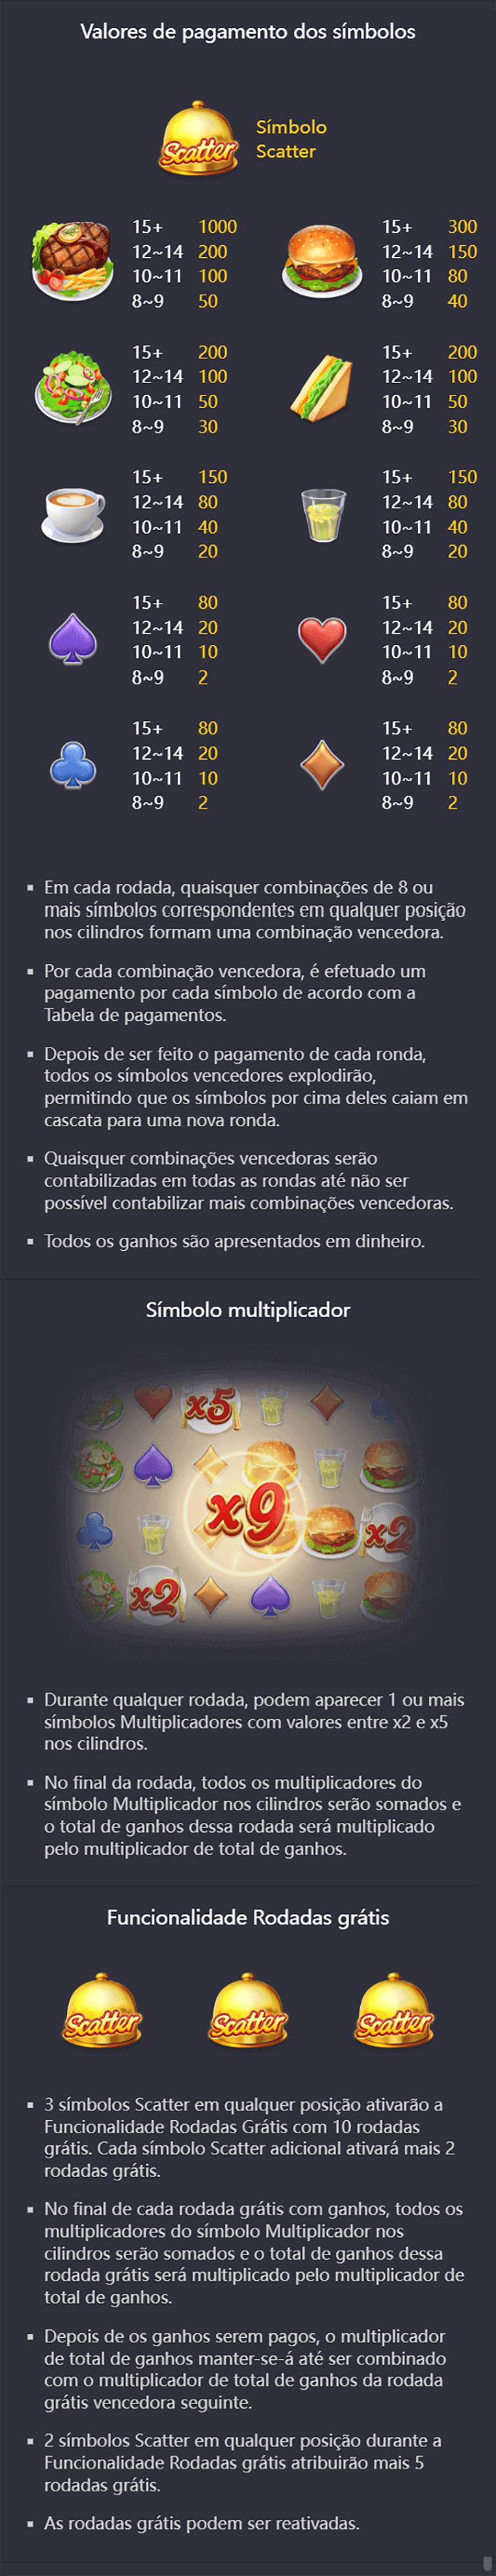 Valores de pagamento dos símbolos
Scatter
Símbolo
Scatter
15+ 1000
12~14 200
10~11 100
8~9 50
15+ 300
12~14 150
10~11 80
8~9 40
15+ 200
12~14 100
10~11 50
8~9 30
15+ 200
12~14 100
10~11 50
8~9 30
15+ 150
12~14 80
10~11 40
8~9 20
15+ 150
12~14 80
10~11 40
8~9 20
15+ 80
12~14 20
10~11 10
8~9 2
15+ 80
12~14 20
10~11 10
8~9 2
15+ 80
12~14 20
10~11 10
8~9 2
15+ 80
12~14 20
10~11 10
8~9 2
▪ Em cada rodada, quaisquer combinações de 8 ou
mais símbolos correspondentes em qualquer posição
nos cilindros formam uma combinação vencedora.
▪ Por cada combinação vencedora, é efetuado um
pagamento por cada símbolo de acordo com a
Tabela de pagamentos.
▪ Depois de ser feito o pagamento de cada ronda,
todos os símbolos vencedores explodirão,
permitindo que os símbolos por cima deles caiam em
cascata para uma nova ronda.
▪ Quaisquer combinações vencedoras serão
contabilizadas em todas as rondas até não ser
possível contabilizar mais combinações vencedoras.
▪ Todos os ganhos são apresentados em dinheiro.
Símbolo multiplicador
x5
x9
x2
x2
▪ Durante qualquer rodada, podem aparecer 1 ou mais
símbolos Multiplicadores com valores entre x2 e x5
nos cilindros.
▪ No final da rodada, todos os multiplicadores do
símbolo Multiplicador nos cilindros serão somados e
o total de ganhos dessa rodada será multiplicado
pelo multiplicador de total de ganhos.
Funcionalidade Rodadas grátis
Scatter Scatter Scatter
▪ 3 símbolos Scatter em qualquer posição ativarão a
Funcionalidade Rodadas Grátis com 10 rodadas
grátis. Cada símbolo Scatter adicional ativará mais 2
rodadas grátis.
▪ No final de cada rodada grátis com ganhos, todos os
multiplicadores do símbolo Multiplicador nos
cilindros serão somados e o total de ganhos dessa
rodada grátis será multiplicado pelo multiplicador de
total de ganhos.
▪ Depois de os ganhos serem pagos, o multiplicador
de total de ganhos manter-se-á até ser combinado
com o multiplicador de total de ganhos da rodada
grátis vencedora seguinte.
▪ 2 símbolos Scatter em qualquer posição durante a
Funcionalidade Rodadas grátis atribuirão mais 5
rodadas grátis.
▪ As rodadas grátis podem ser reativadas.